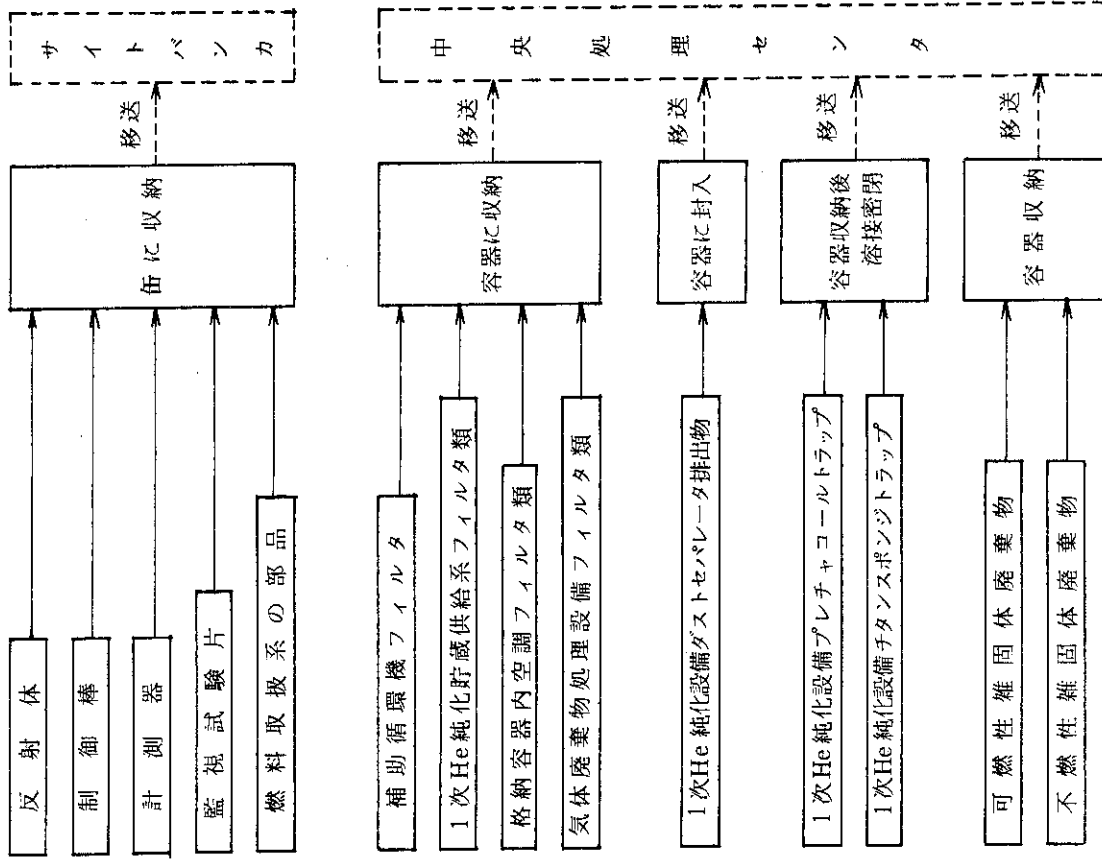 反射体
制御棒
計測器
監視試験片
燃料取扱系の部品
缶に収納
移送
サイトバンカ
補助循環機フィルタ
1次He純化貯蔵供給系フィルタ類
格納容器内空調フィルタ類
気体廃棄物処理設備フィルタ類
容器に収納
移送
1次He純化設備ダストセパレータ排出物
容器に封入
移送
1次He純化設備プレチャコールトラップ
1次He純化設備チタンスポンジトラップ
容器収納後
溶接密閉
移送
可燃性雑固体廃棄物
不燃性雑固体廃棄物
容器収納
移送
中央処理センタ